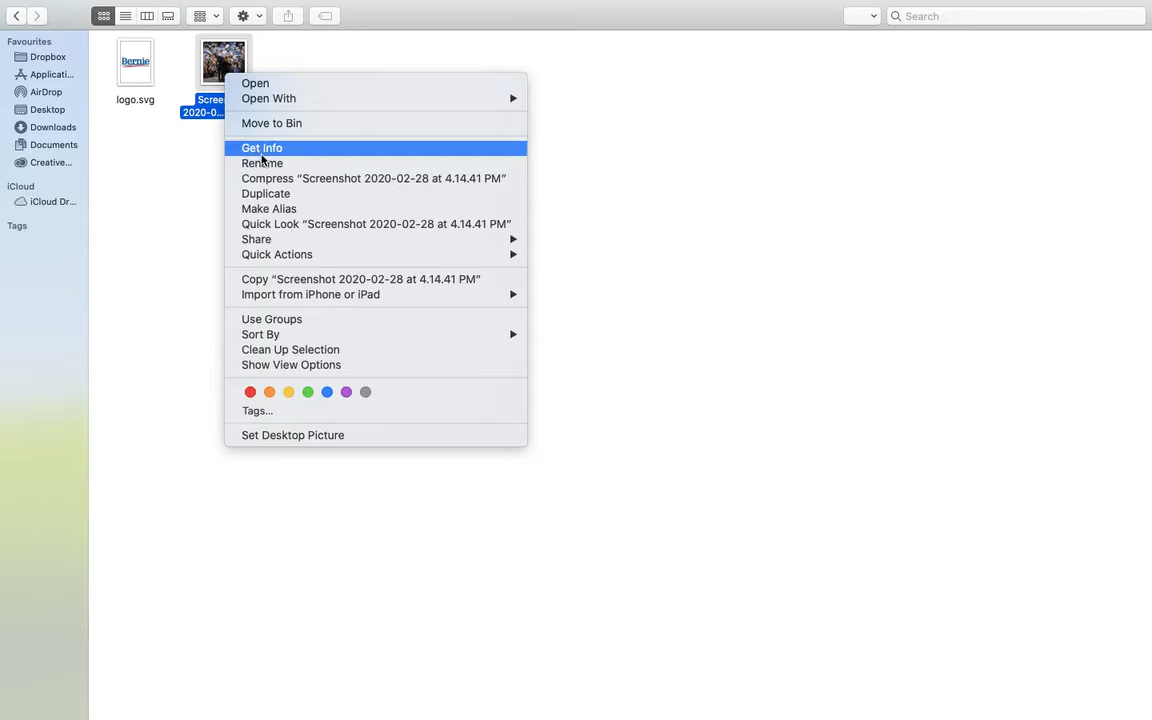 Search
Favourites
Dropbox
Applicati...
AirDrop
Desktop
Downloads
Documents
Creative...
iCloud
iCloud Dr...
Tags
Bernie
logo.svg
Scree
2020-0...
Open
Open With
Move to Bin
Get Info
Rename
Compress “Screenshot 2020-02-28 at 4.14.41 PM”
Duplicate
Make Alias
Quick Look “Screenshot 2020-02-28 at 4.14.41 PM”
Share
Quick Actions
Copy “Screenshot 2020-02-28 at 4.14.41 PM”
Import from iPhone or iPad
Use Groups
Sort By
Clean Up Selection
Show View Options
Tags...
Set Desktop Picture